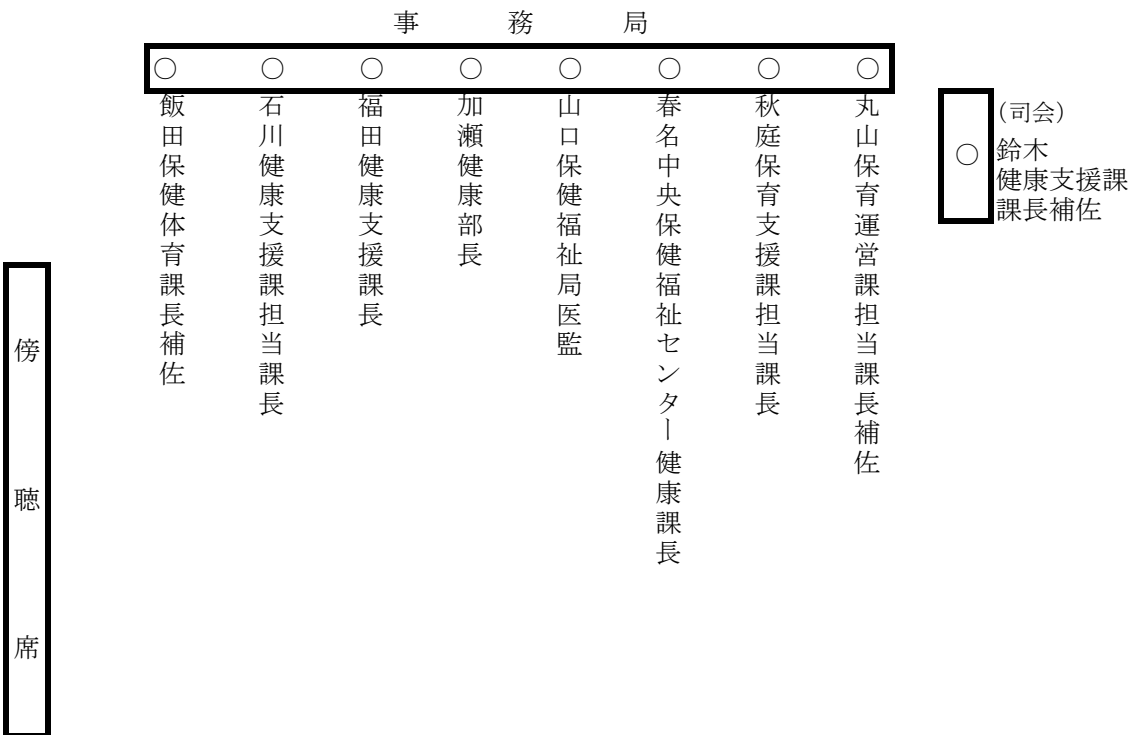 事務局
○ ○ ○ ○ ○ ○ ○ ○
丸山保育運営課担当課長補佐
秋庭保育支援課担当課長
春名中央保健福祉センター健康課長
山口保健福祉局医監
加瀬健康部長
福田健康支援課長
石川健康支援課担当課長
飯田保健体育課長補佐
(司会)
○ 鈴木
健康支援課
課長補佐
傍聴席